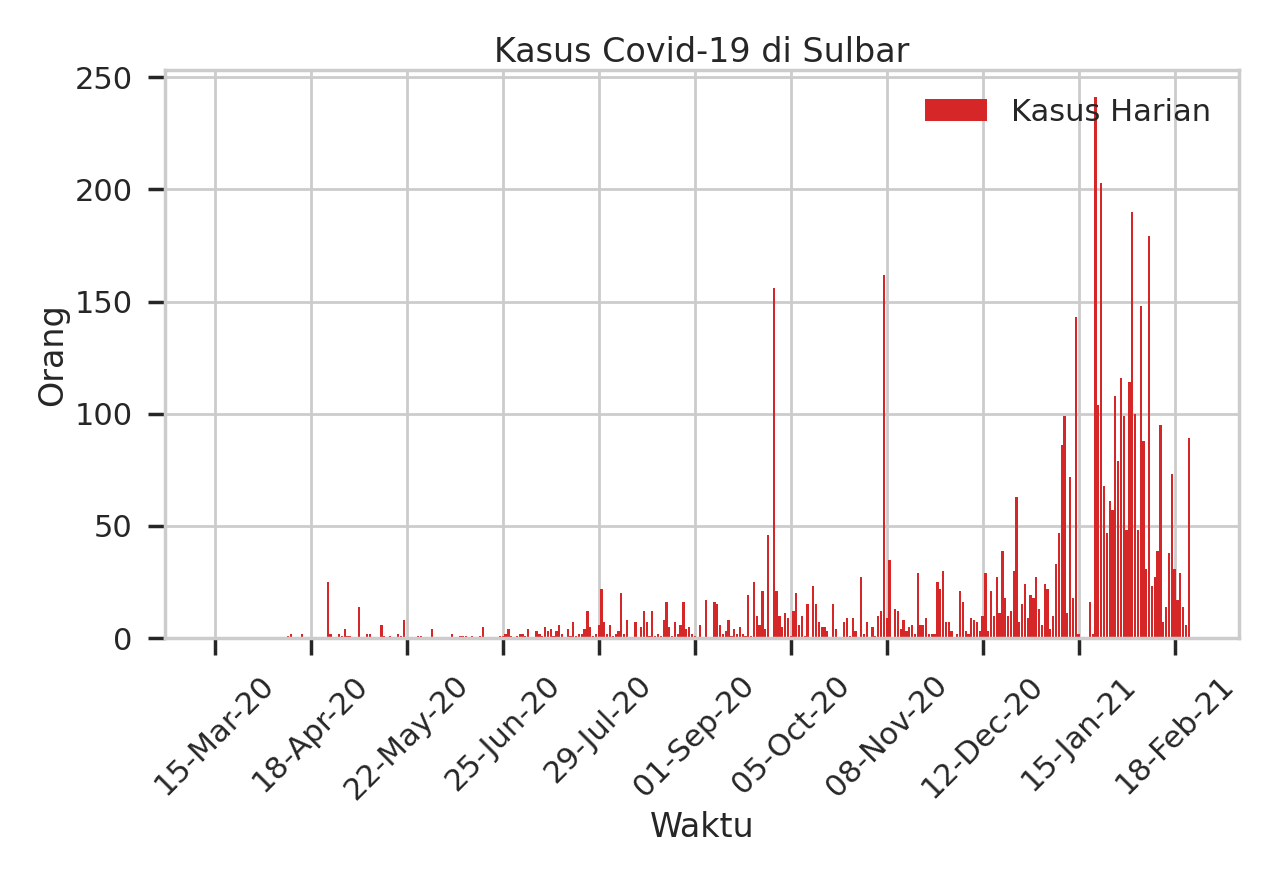 Kasus Covid-19 di Sulbar
Kasus Harian
Orang
250
200
150
100
50
0
15-Mar-20
18-Apr-20
22-May-20
25-Jun-20
29-Jul-20
01-Sep-20
05-Oct-20
08-Nov-20
12-Dec-20
15-Jan-21
18-Feb-21
Waktu